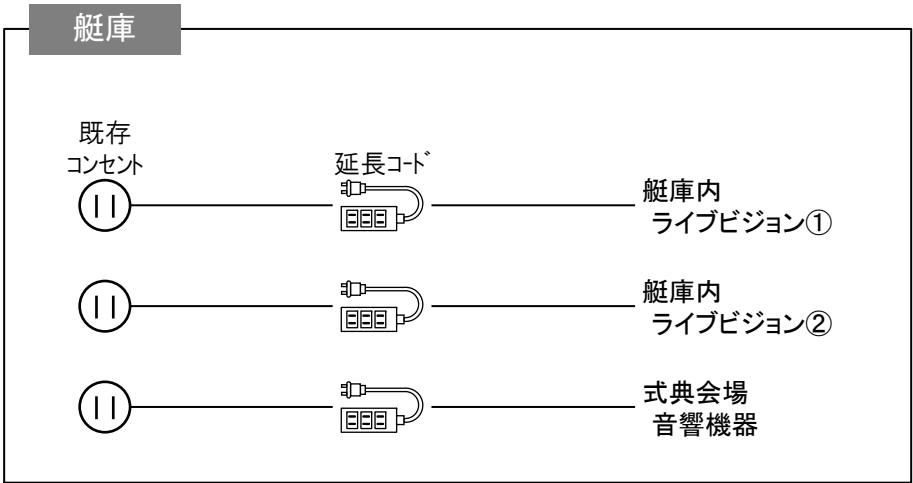 艇庫
既存
コンセント
延長コード
艇庫内
ライブビジョン①
艇庫内
ライブビジョン②
式典会場
音響機器